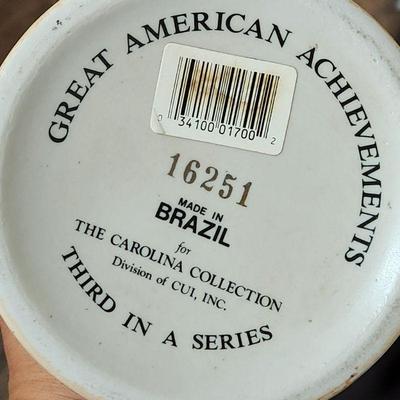 GREAT AMERICAN ACHIEVEMENTS
0 34100 01700 2
16251
MADE IN
BRAZIL
for
THE CAROLINA COLLECTION
Division of CUI, INC.
THIRD IN A SERIES